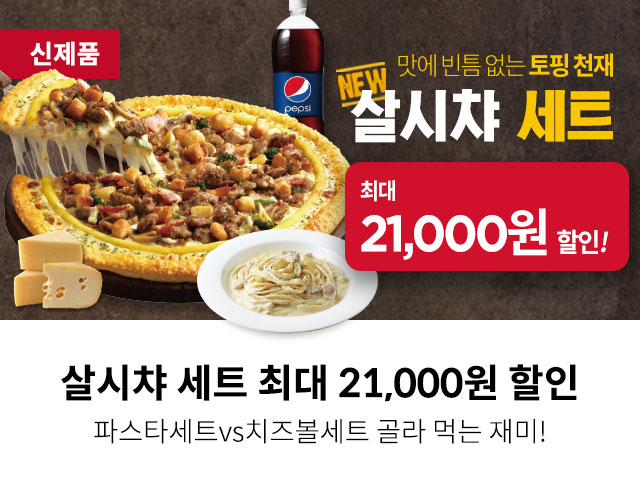 신제품
pepsi
맛에 빈틈 없는 토핑 천재
NEW
살시챠 세트
최대
21,000원 할인!
살시챠 세트 최대 21,000원 할인
파스타세트vs치즈볼세트 골라 먹는 재미!